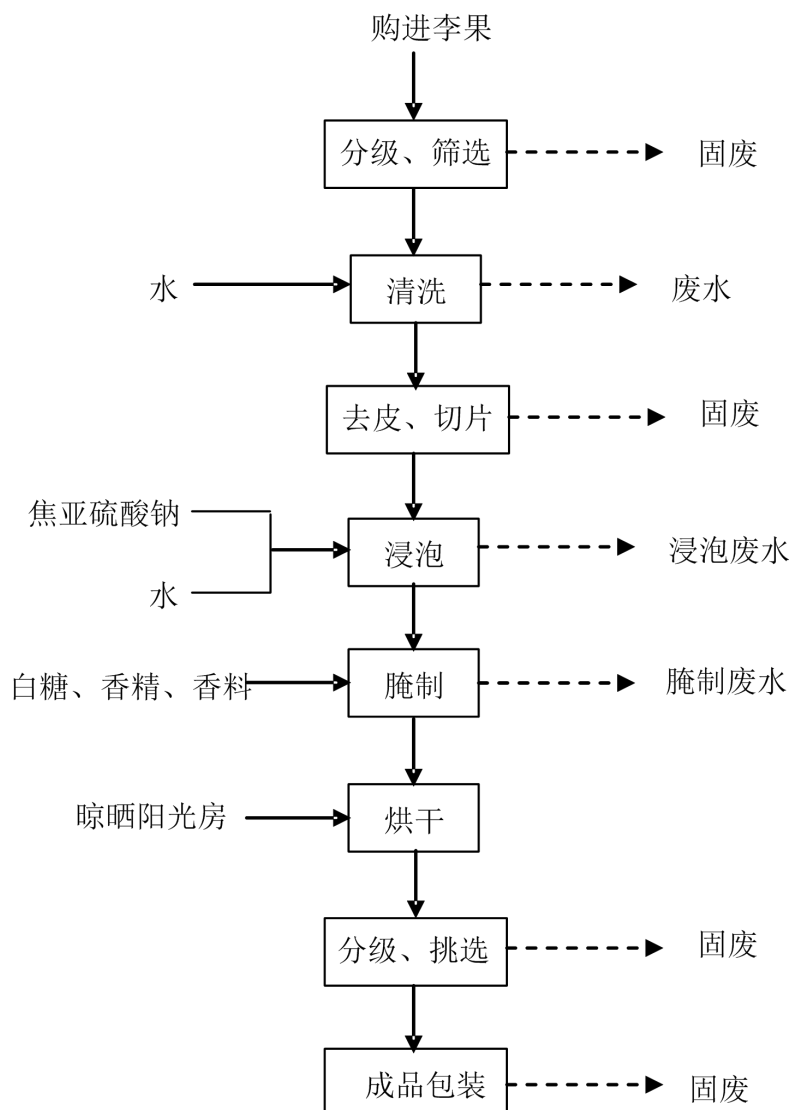 购进李果
分级、筛选
固废
水
清洗
废水
去皮、切片
固废
焦亚硫酸钠
水
浸泡
浸泡废水
白糖、香精、香料
腌制
腌制废水
晾晒阳光房
烘干
分级、挑选
固废
成品包装
固废